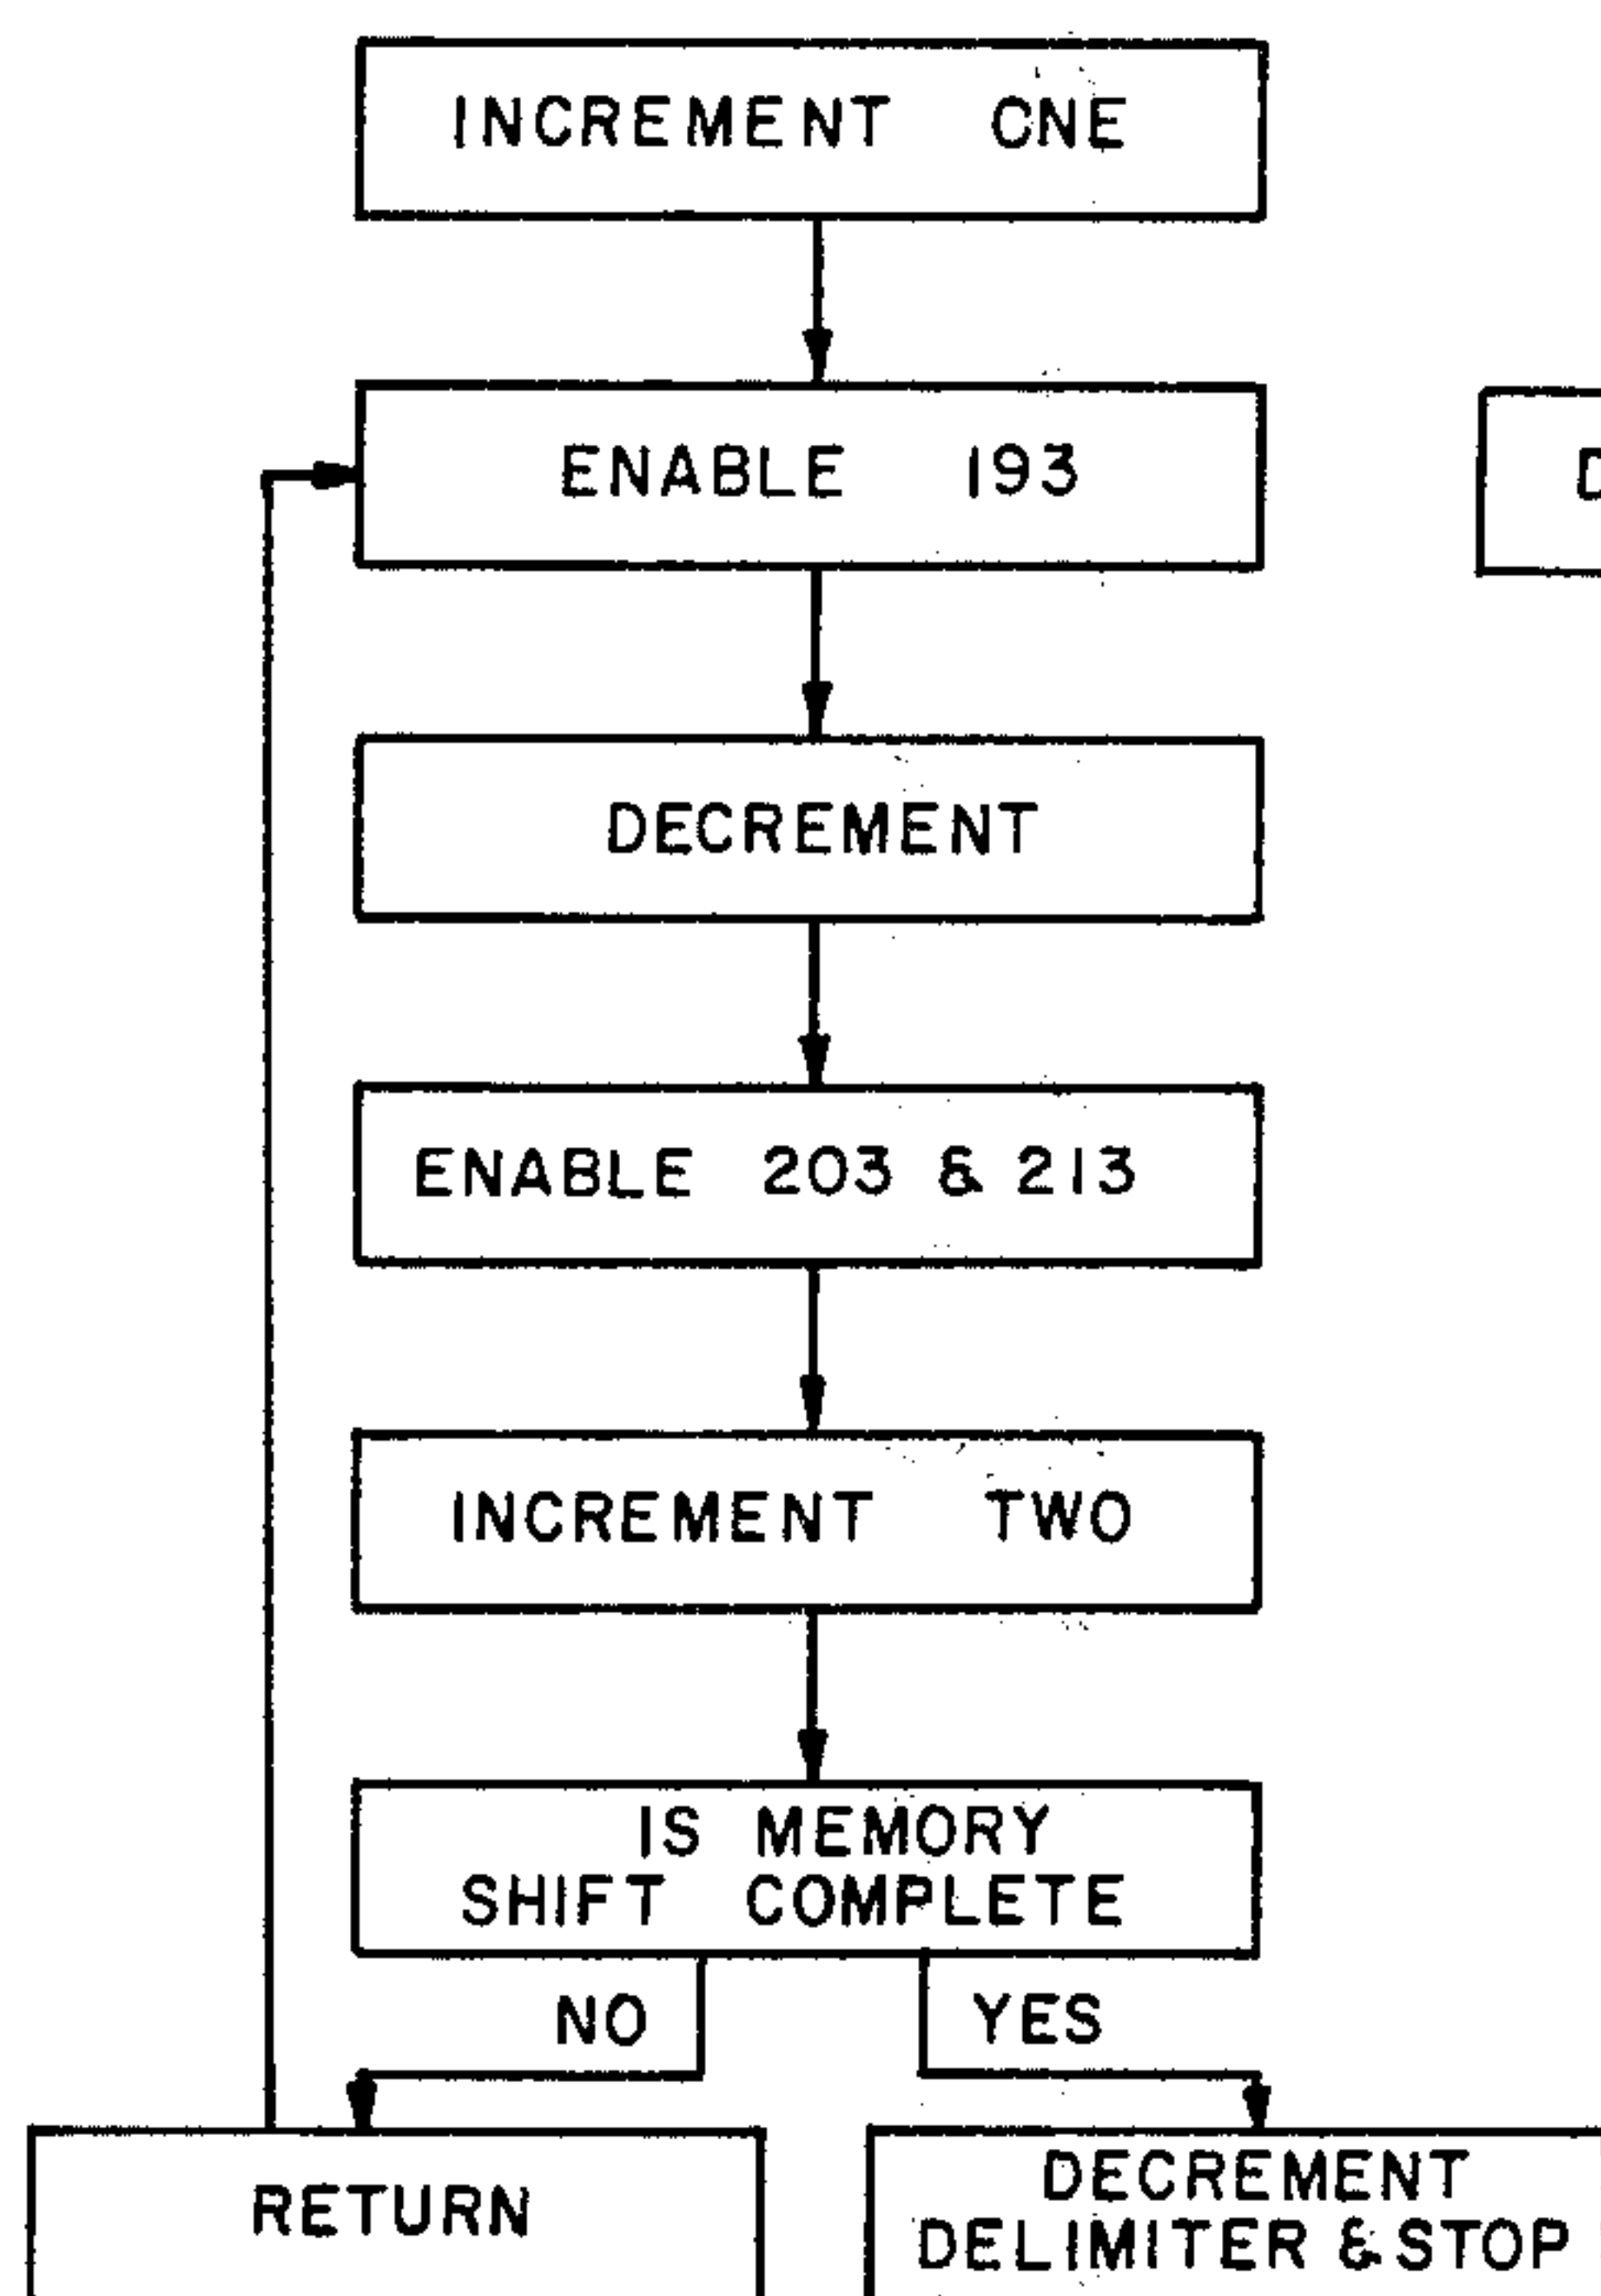 INCREMENT ONE
ENABLE 193
DECREMENT
ENABLE 203 & 213
INCREMENT TWO
IS MEMORY
SHIFT COMPLETE
NO
YES
RETURN
DECREMENT
DELIMITER & STOP